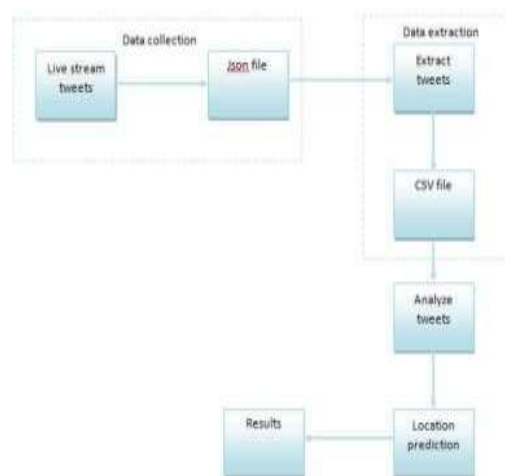 Data collection
Live stream
tweets
Json file
Data extraction
Extract
tweets
CSV file
Analyze
tweets
Location
prediction
Results